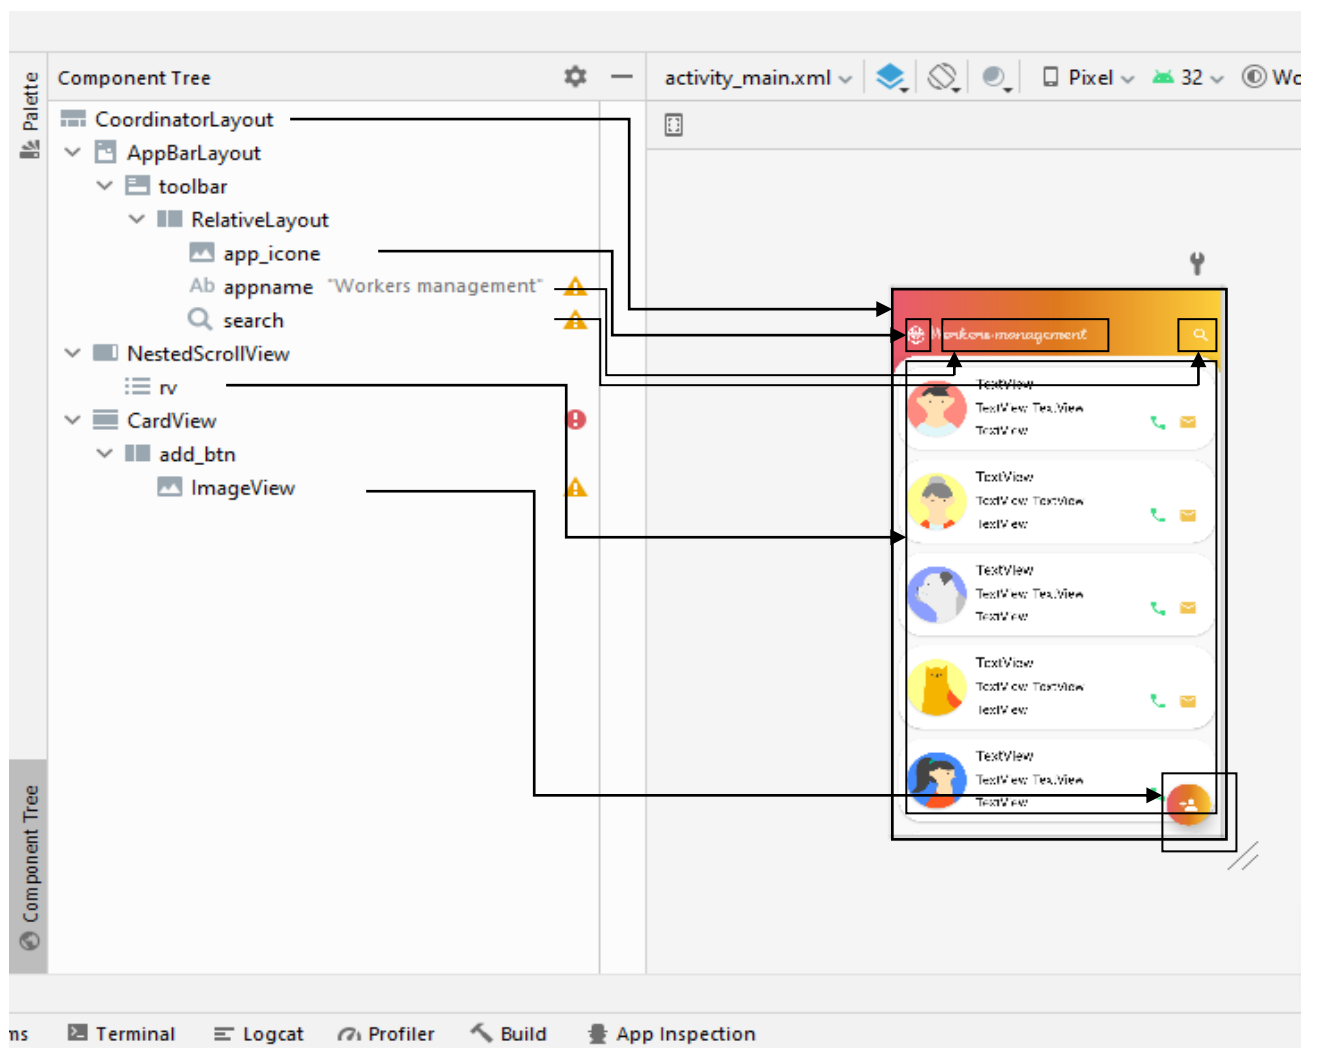 Component Tree
activity_main.xml
Pixel
32
Wo
Palette
CoordinatorLayout
AppBarLayout
toolbar
RelativeLayout
app_icone
Ab appname "Workers management"
search
NestedScrollView
rv
CardView
add_btn
ImageView
Workers management
TextView
TextView TextView
TextView
TextView
TextView TextView
TextView
TextView
TextView TextView
TextView
TextView
TextView TextView
TextView
TextView
TextView TextView
TextView
Component Tree
ms
Terminal
Logcat
Profiler
Build
App Inspection